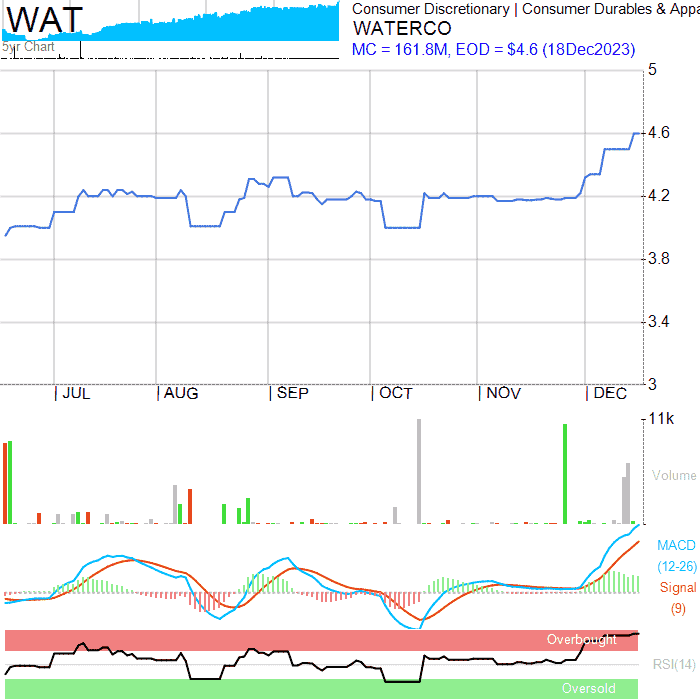 WAT
5yr Chart
Consumer Discretionary | Consumer Durables & Appa
WATERCO
MC = 161.8M, EOD = $4.6 (18Dec2023)
5
4.6
4.2
3.8
3.4
3
| JUL | AUG | SEP | OCT | NOV | DEC
11k
Volume
MACD
(12-26)
Signal
(9)
Overbought
RSI(14)
Oversold